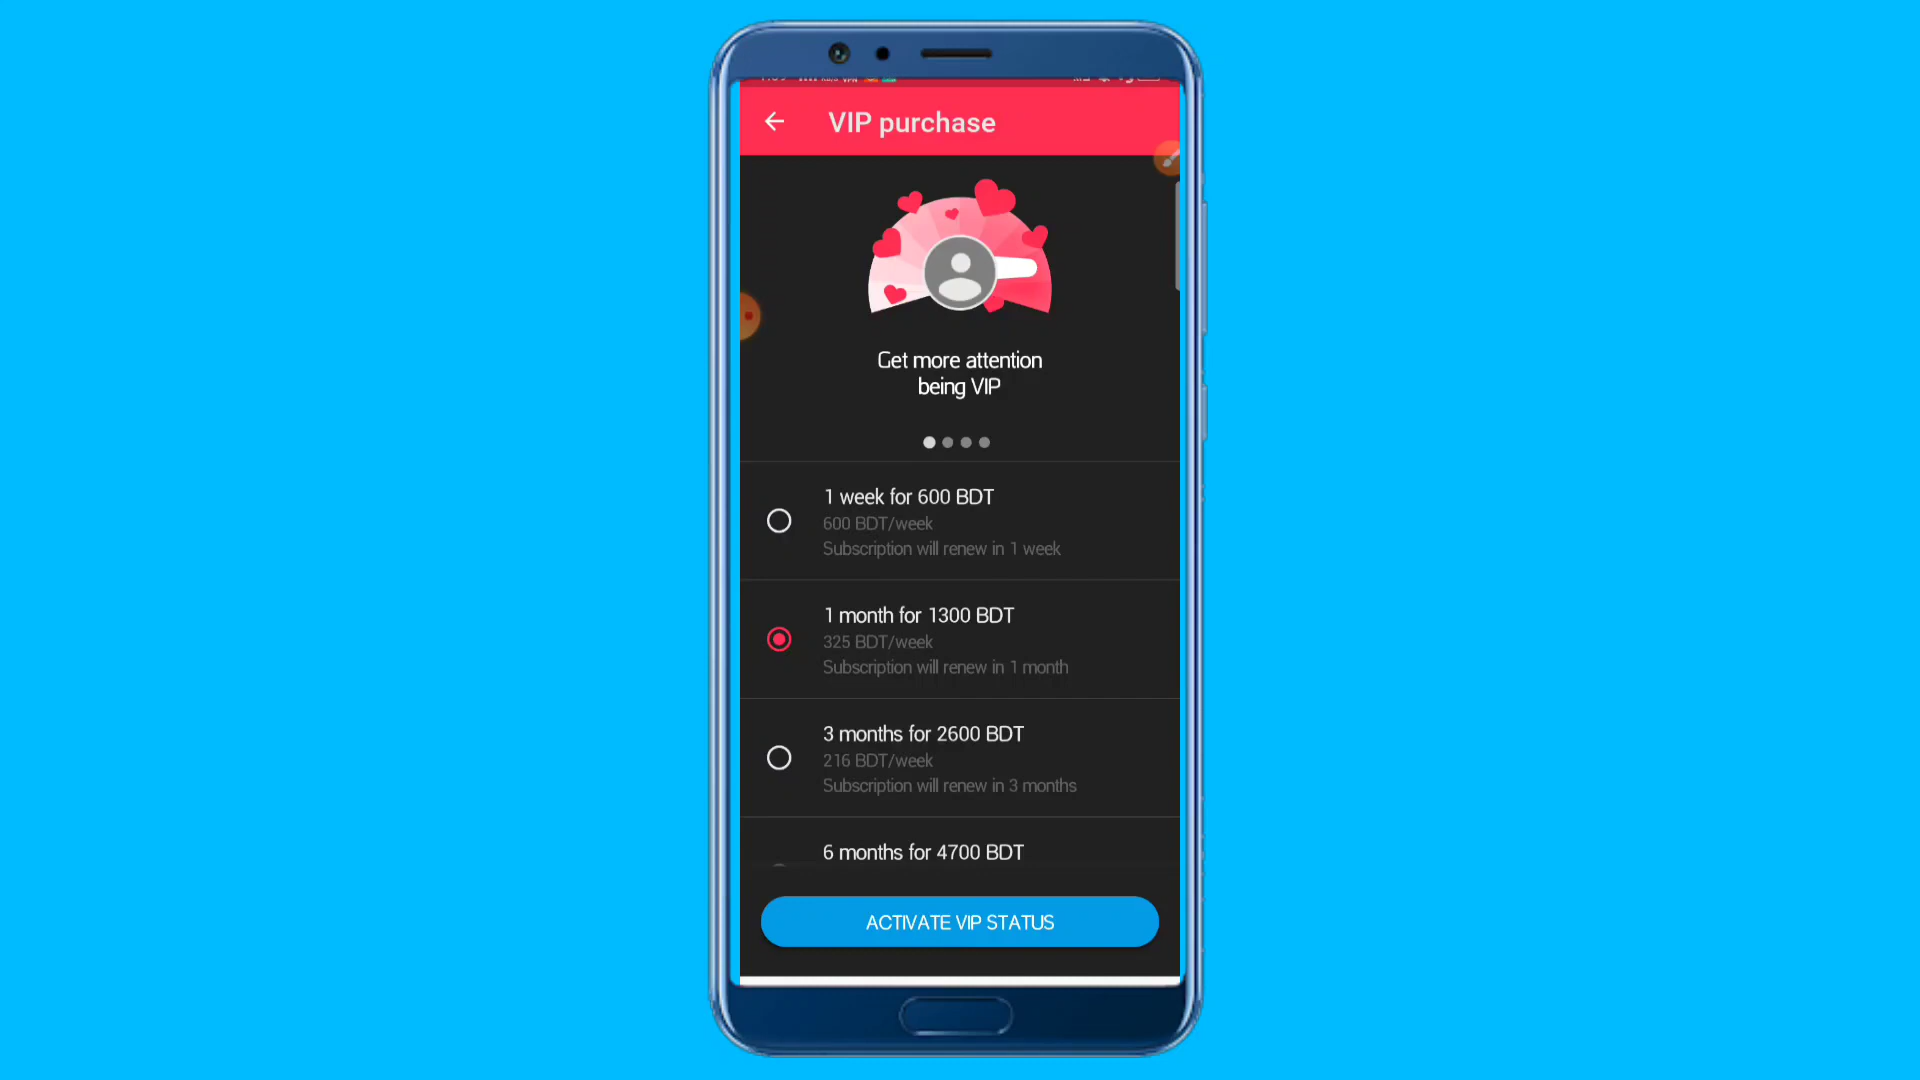 VIP purchase
Get more attention
being VIP
1 week for 600 BDT
600 BDT/week
Subscription will renew in 1 week
1 month for 1300 BDT
325 BDT/week
Subscription will renew in 1 month
3 months for 2600 BDT
216 BDT/week
Subscription will renew in 3 months
6 months for 4700 BDT
ACTIVATE VIP STATUS